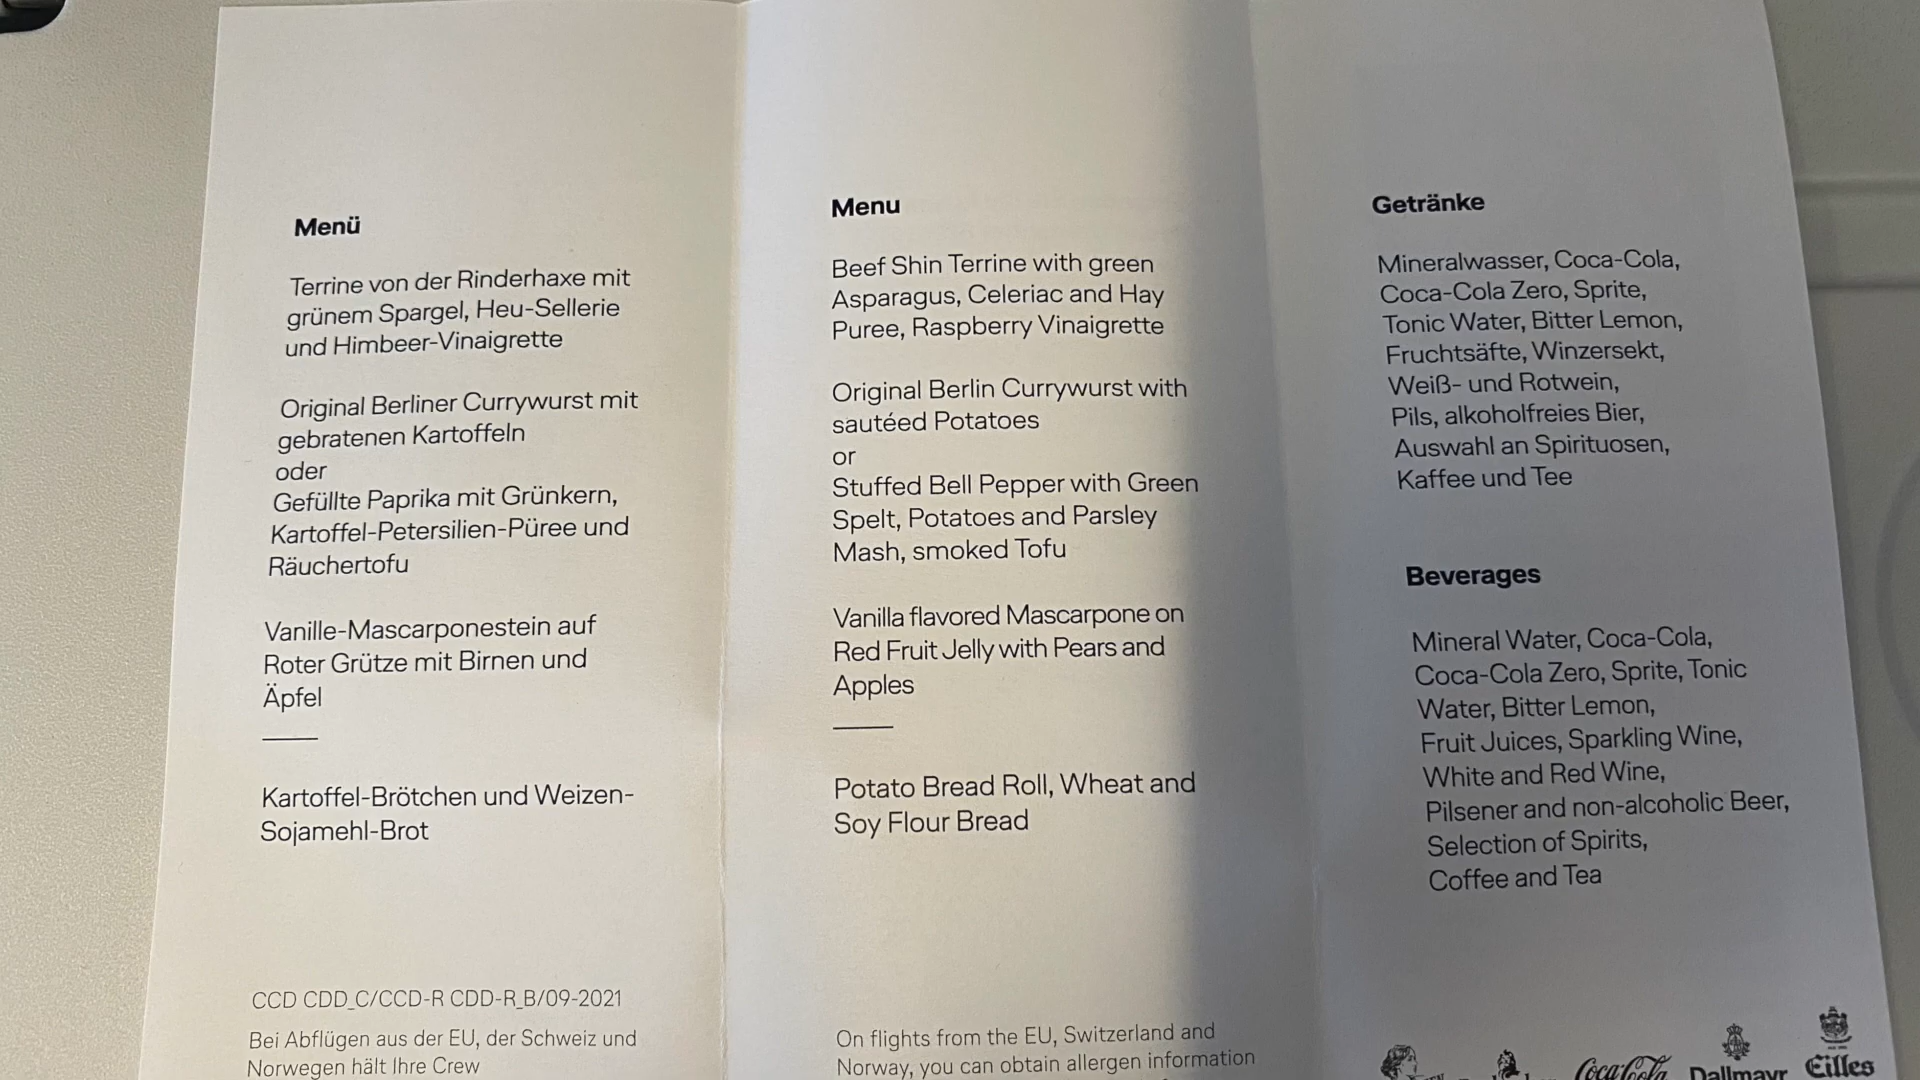 Menü
Terrine von der Rinderhaxe mit
grünem Spargel, Heu-Sellerie
und Himbeer-Vinaigrette
Original Berliner Currywurst mit
gebratenen Kartoffeln
oder
Gefüllte Paprika mit Grünkern,
Kartoffel-Petersilien-Püree und
Räuchertofu
Vanille-Mascarponestein auf
Roter Grütze mit Birnen und
Äpfel
Kartoffel-Brötchen und Weizen-
Sojamehl-Brot
CCD CDD_C/CCD-R CDD-R_B/09-2021
Bei Abflügen aus der EU, der Schweiz und
Norwegen hält Ihre Crew
Menu
Beef Shin Terrine with green
Asparagus, Celeriac and Hay
Puree, Raspberry Vinaigrette
Original Berlin Currywurst with
sautéed Potatoes
or
Stuffed Bell Pepper with Green
Spelt, Potatoes and Parsley
Mash, smoked Tofu
Vanilla flavored Mascarpone on
Red Fruit Jelly with Pears and
Apples
Potato Bread Roll, Wheat and
Soy Flour Bread
On flights from the EU, Switzerland and
Norway, you can obtain allergen information
Getränke
Mineralwasser, Coca-Cola,
Coca-Cola Zero, Sprite,
Tonic Water, Bitter Lemon,
Fruchtsäfte, Winzersekt,
Weiß- und Rotwein,
Pils, alkoholfreies Bier,
Auswahl an Spirituosen,
Kaffee und Tee
Beverages
Mineral Water, Coca-Cola,
Coca-Cola Zero, Sprite, Tonic
Water, Bitter Lemon,
Fruit Juices, Sparkling Wine,
White and Red Wine,
Pilsener and non-alcoholic Beer,
Selection of Spirits,
Coffee and Tea
Coca-Cola Dallmayr Eilles